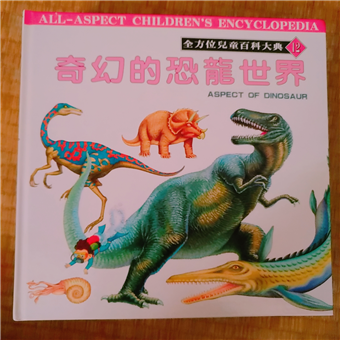 ALL-ASPECT CHILDREN'S ENCYCLOPEDIA
全方位兒童百科大典 12
奇幻的恐龍世界
ASPECT OF DINOSAUR